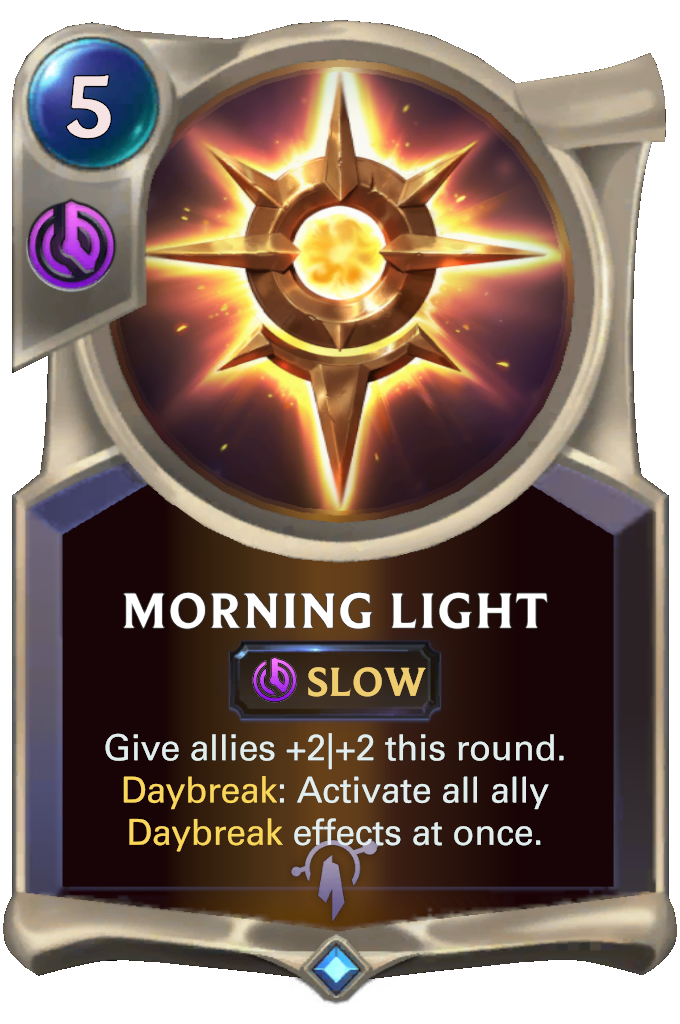 5
MORNING LIGHT
SLOW
Give allies +2|+2 this round.
Daybreak: Activate all ally
Daybreak effects at once.